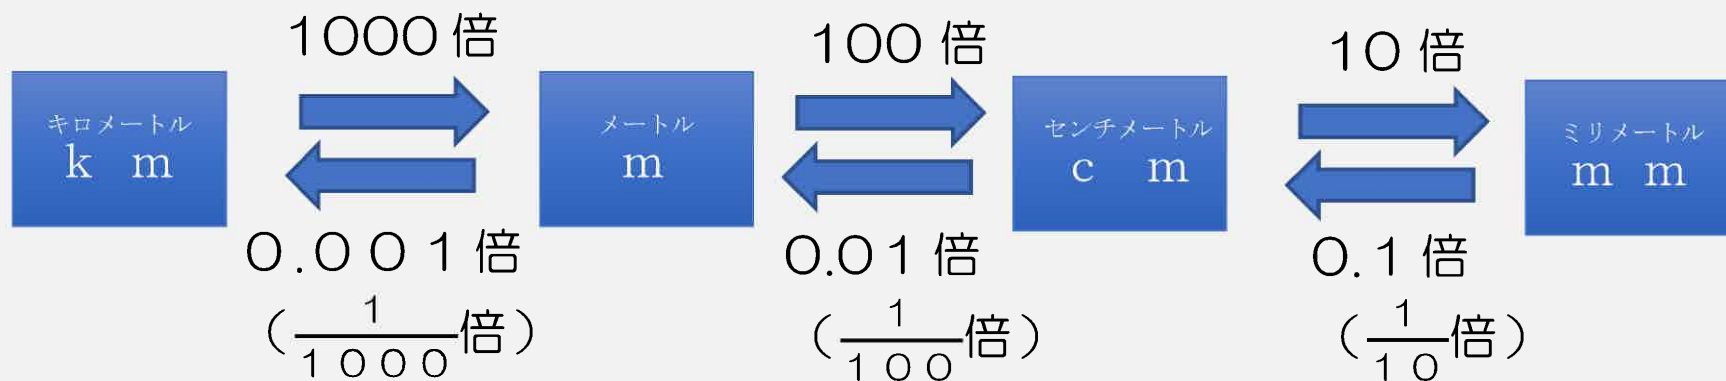 1000倍
100倍
10倍
キロメートル
km
メートル
m
センチメートル
cm
ミリメートル
mm
0.001倍
(1/1000倍)
0.01倍
(1/100倍)
0.1倍
(1/10倍)